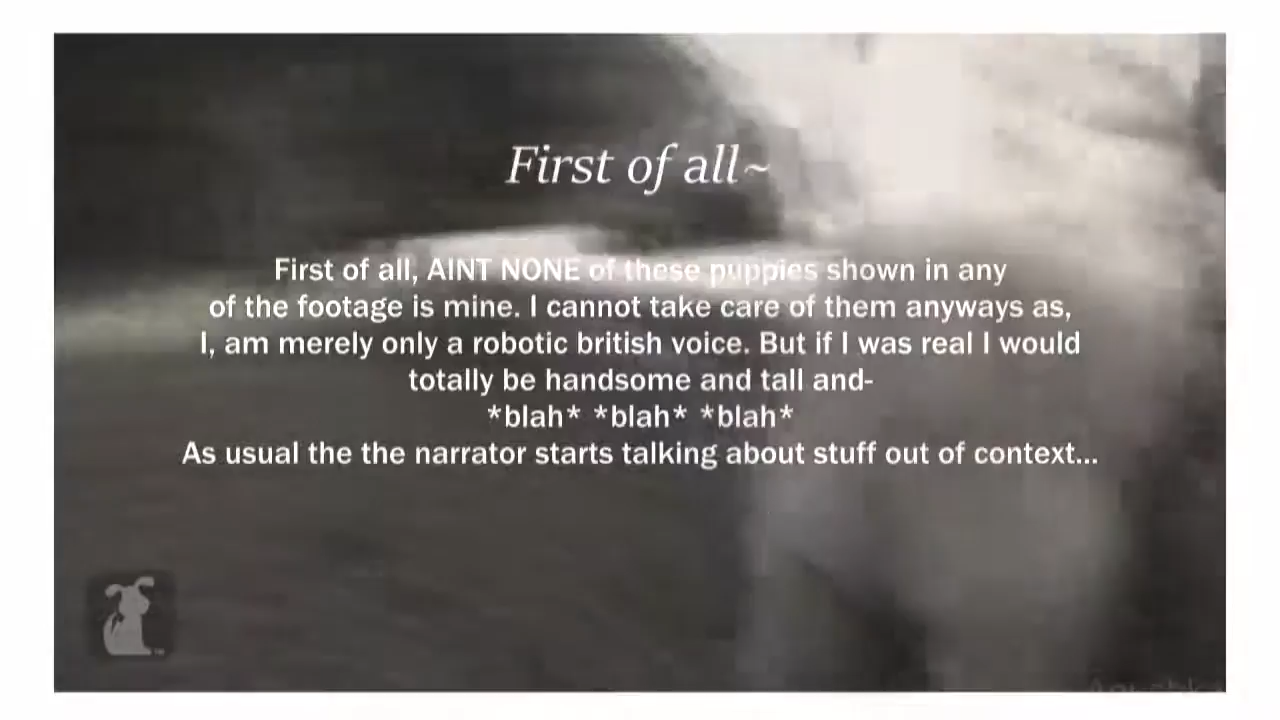 First of all~
First of all, AINT NONE of these puppies shown in any
of the footage is mine. I cannot take care of them anyways as,
I, am merely only a robotic british voice. But if I was real I would
totally be handsome and tall and-
*blah* *blah* *blah*
As usual the the narrator starts talking about stuff out of context...